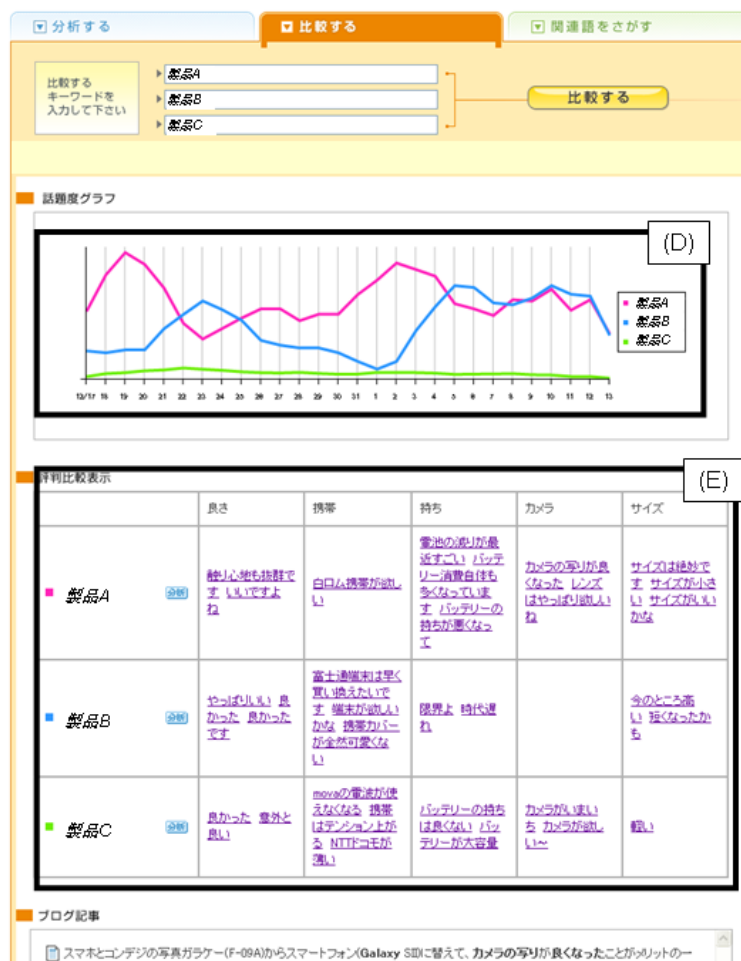 分析する
比較する
関連語をさがす
比較する
キーワードを
入力して下さい
製品A
製品B
製品C
比較する
話題度グラフ
(D)
製品A
製品B
製品C
12/17 18 19 20 21 22 23 24 25 26 27 28 29 30 31 1 2 3 4 5 6 7 8 9 10 11 12 13
評判比較表示
(E)
良さ 携帯 持ち カメラ サイズ
製品A
分析
触り心地も抜群で
す いいですよ
ね
白ロム携帯が欲し
い
電池の減りが最
近すごい バッテ
リー消費自体も
多くなっていま
す バッテリーの
持ちが悪くなっ
て
カメラの写りが良
くなった レンズ
はやっぱり欲しい
ね
サイズは絶妙で
す サイズが小さ
い サイズがいい
かな
製品B
分析
やっぱりいい 良
かった 良かった
です
富士通端末は早く
買い換えたいで
す 端末が欲しい
かな 携帯カバー
が全然可愛くな
い
限界よ 時代遅
れ
今のところ高
い 短くなったか
も
製品C
分析
良かった 意外と
良い
movaの電波が使
えなくなる 携帯
はテンション上が
る NTTドコモが
薄い
バッテリーの持ち
は良くない バッ
テリーが大容量
カメラがいまい
ち カメラが欲し
い～
軽い
ブログ記事
スマホとコンデジの写真ガラケー(F-09A)からスマートフォン(Galaxy SⅡ)に替えて、カメラの写りが良くなったことがメリットの一